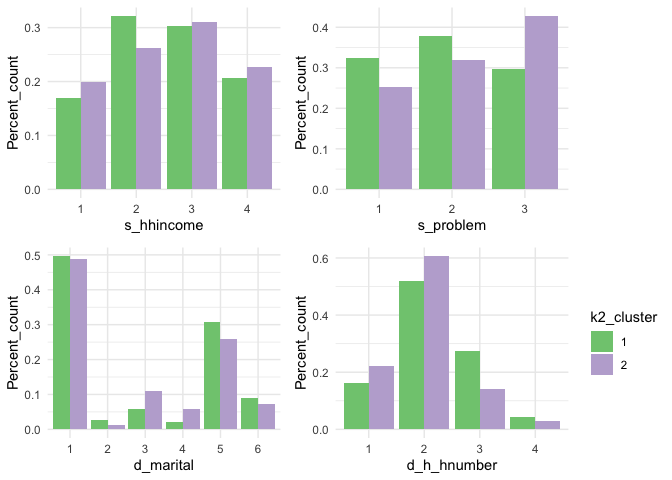 Percent_count
0.3
0.2
0.1
0.0
1 2 3 4
s_hhincome
Percent_count
0.4
0.3
0.2
0.1
0.0
1 2 3
s_problem
Percent_count
0.5
0.4
0.3
0.2
0.1
0.0
1 2 3 4 5 6
d_marital
Percent_count
0.6
0.4
0.2
0.0
1 2 3 4
d_h_hnumber
k2_cluster
1
2